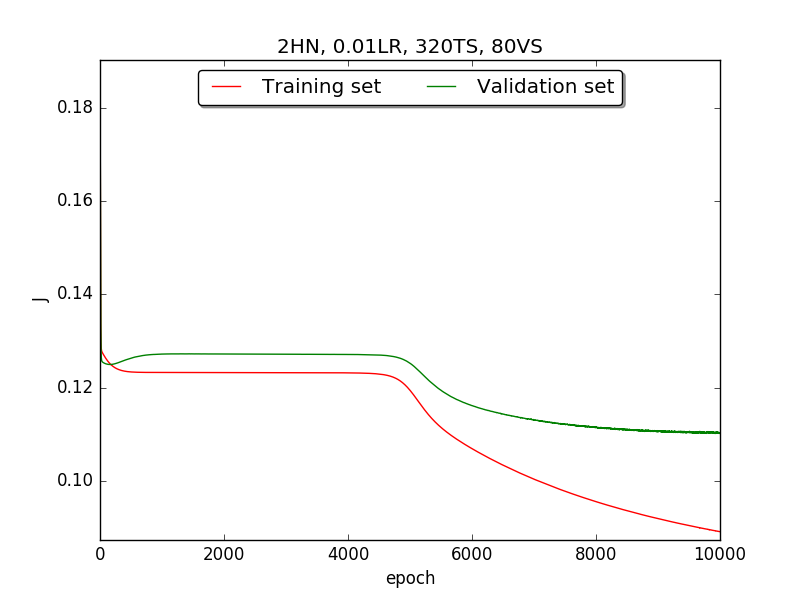 2HN, 0.01LR, 320TS, 80VS
Training set Validation set
0.18
0.16
0.14
0.12
0.10
J
0 2000 4000 6000 8000 10000
epoch